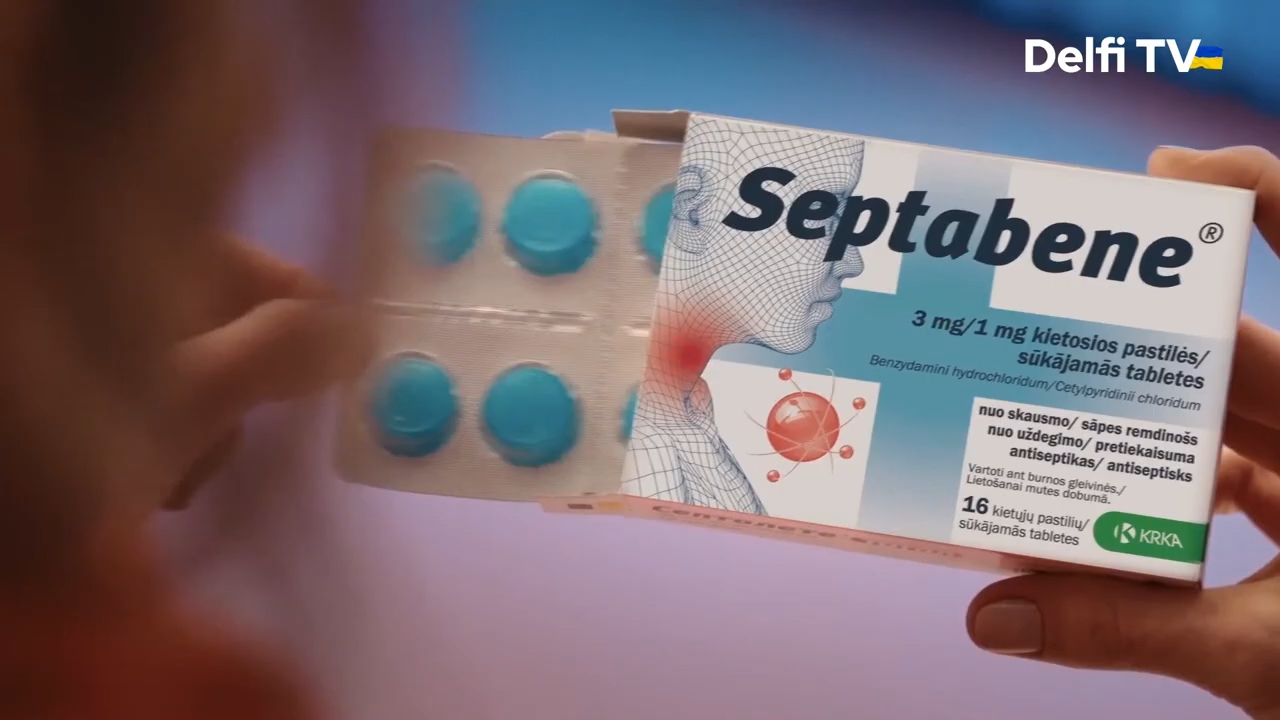 Delfi TV
Septabene®
3 mg/1 mg kietosios pastilės/
sūkājamās tabletes
Benzydamini hydrochloridum/Cetylpyridinii chloridum
nuo skausmo/ sāpes remdinošs
nuo uždegimo/ pretiekaisuma
antiseptikas/ antiseptisks
Vartoti ant burnos gleivinės./
Lietošanai mutes dobumā.
16 kietųjų pastilių/
sūkājamās tabletes
KRKA